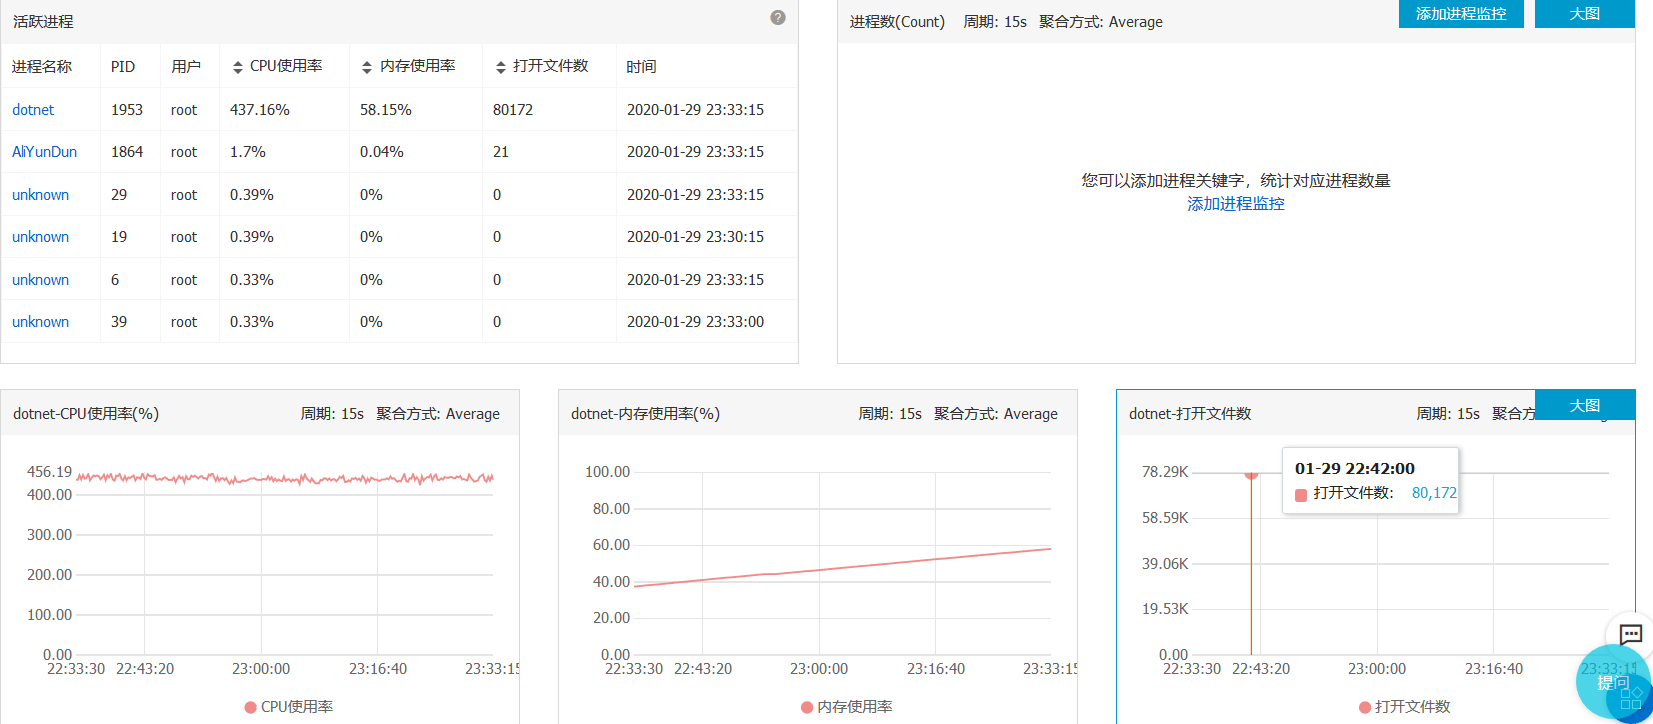 活跃进程
进程名称 PID 用户 CPU使用率 内存使用率 打开文件数 时间
dotnet 1953 root 437.16% 58.15% 80172 2020-01-29 23:33:15
AliYunDun 1864 root 1.7% 0.04% 21 2020-01-29 23:33:15
unknown 29 root 0.39% 0% 0 2020-01-29 23:33:15
unknown 19 root 0.39% 0% 0 2020-01-29 23:30:15
unknown 6 root 0.33% 0% 0 2020-01-29 23:33:15
unknown 39 root 0.33% 0% 0 2020-01-29 23:33:00
进程数(Count) 周期: 15s 聚合方式: Average 添加进程监控 大图
您可以添加进程关键字，统计对应进程数量
添加进程监控
dotnet-CPU使用率(%) 周期: 15s 聚合方式: Average
456.19
400.00
300.00
200.00
100.00
0.00
22:33:30 22:43:20 23:00:00 23:16:40 23:33:15
CPU使用率
dotnet-内存使用率(%) 周期: 15s 聚合方式: Average
100.00
80.00
60.00
40.00
20.00
0.00
22:33:30 22:43:20 23:00:00 23:16:40 23:33:15
内存使用率
dotnet-打开文件数 周期: 15s 聚合方 大图
01-29 22:42:00
打开文件数: 80,172
78.29K
58.59K
39.06K
19.53K
0.00
22:33:30 22:43:20 23:00:00 23:16:40 23:33:15
打开文件数
提问